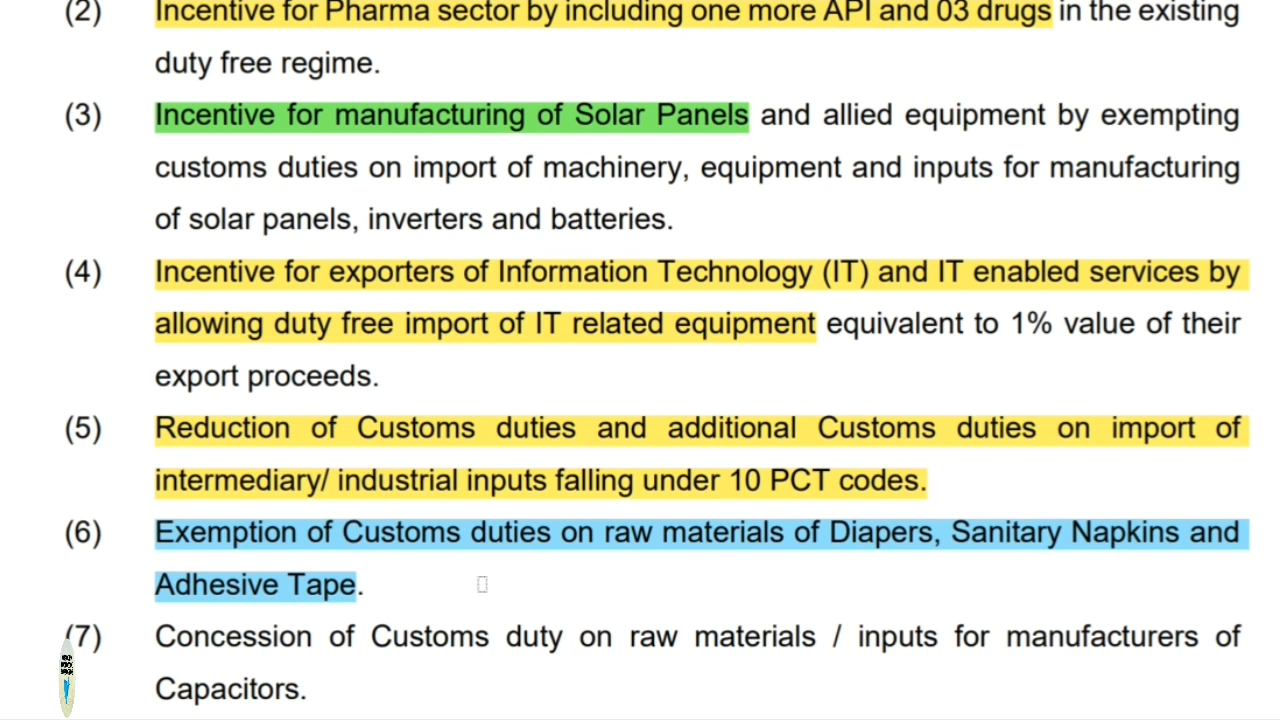 (2) Incentive for Pharma sector by including one more API and 03 drugs in the existing
duty free regime.
(3) Incentive for manufacturing of Solar Panels and allied equipment by exempting
customs duties on import of machinery, equipment and inputs for manufacturing
of solar panels, inverters and batteries.
(4) Incentive for exporters of Information Technology (IT) and IT enabled services by
allowing duty free import of IT related equipment equivalent to 1% value of their
export proceeds.
(5) Reduction of Customs duties and additional Customs duties on import of
intermediary/ industrial inputs falling under 10 PCT codes.
(6) Exemption of Customs duties on raw materials of Diapers, Sanitary Napkins and
Adhesive Tape.
(7) Concession of Customs duty on raw materials / inputs for manufacturers of
Capacitors.